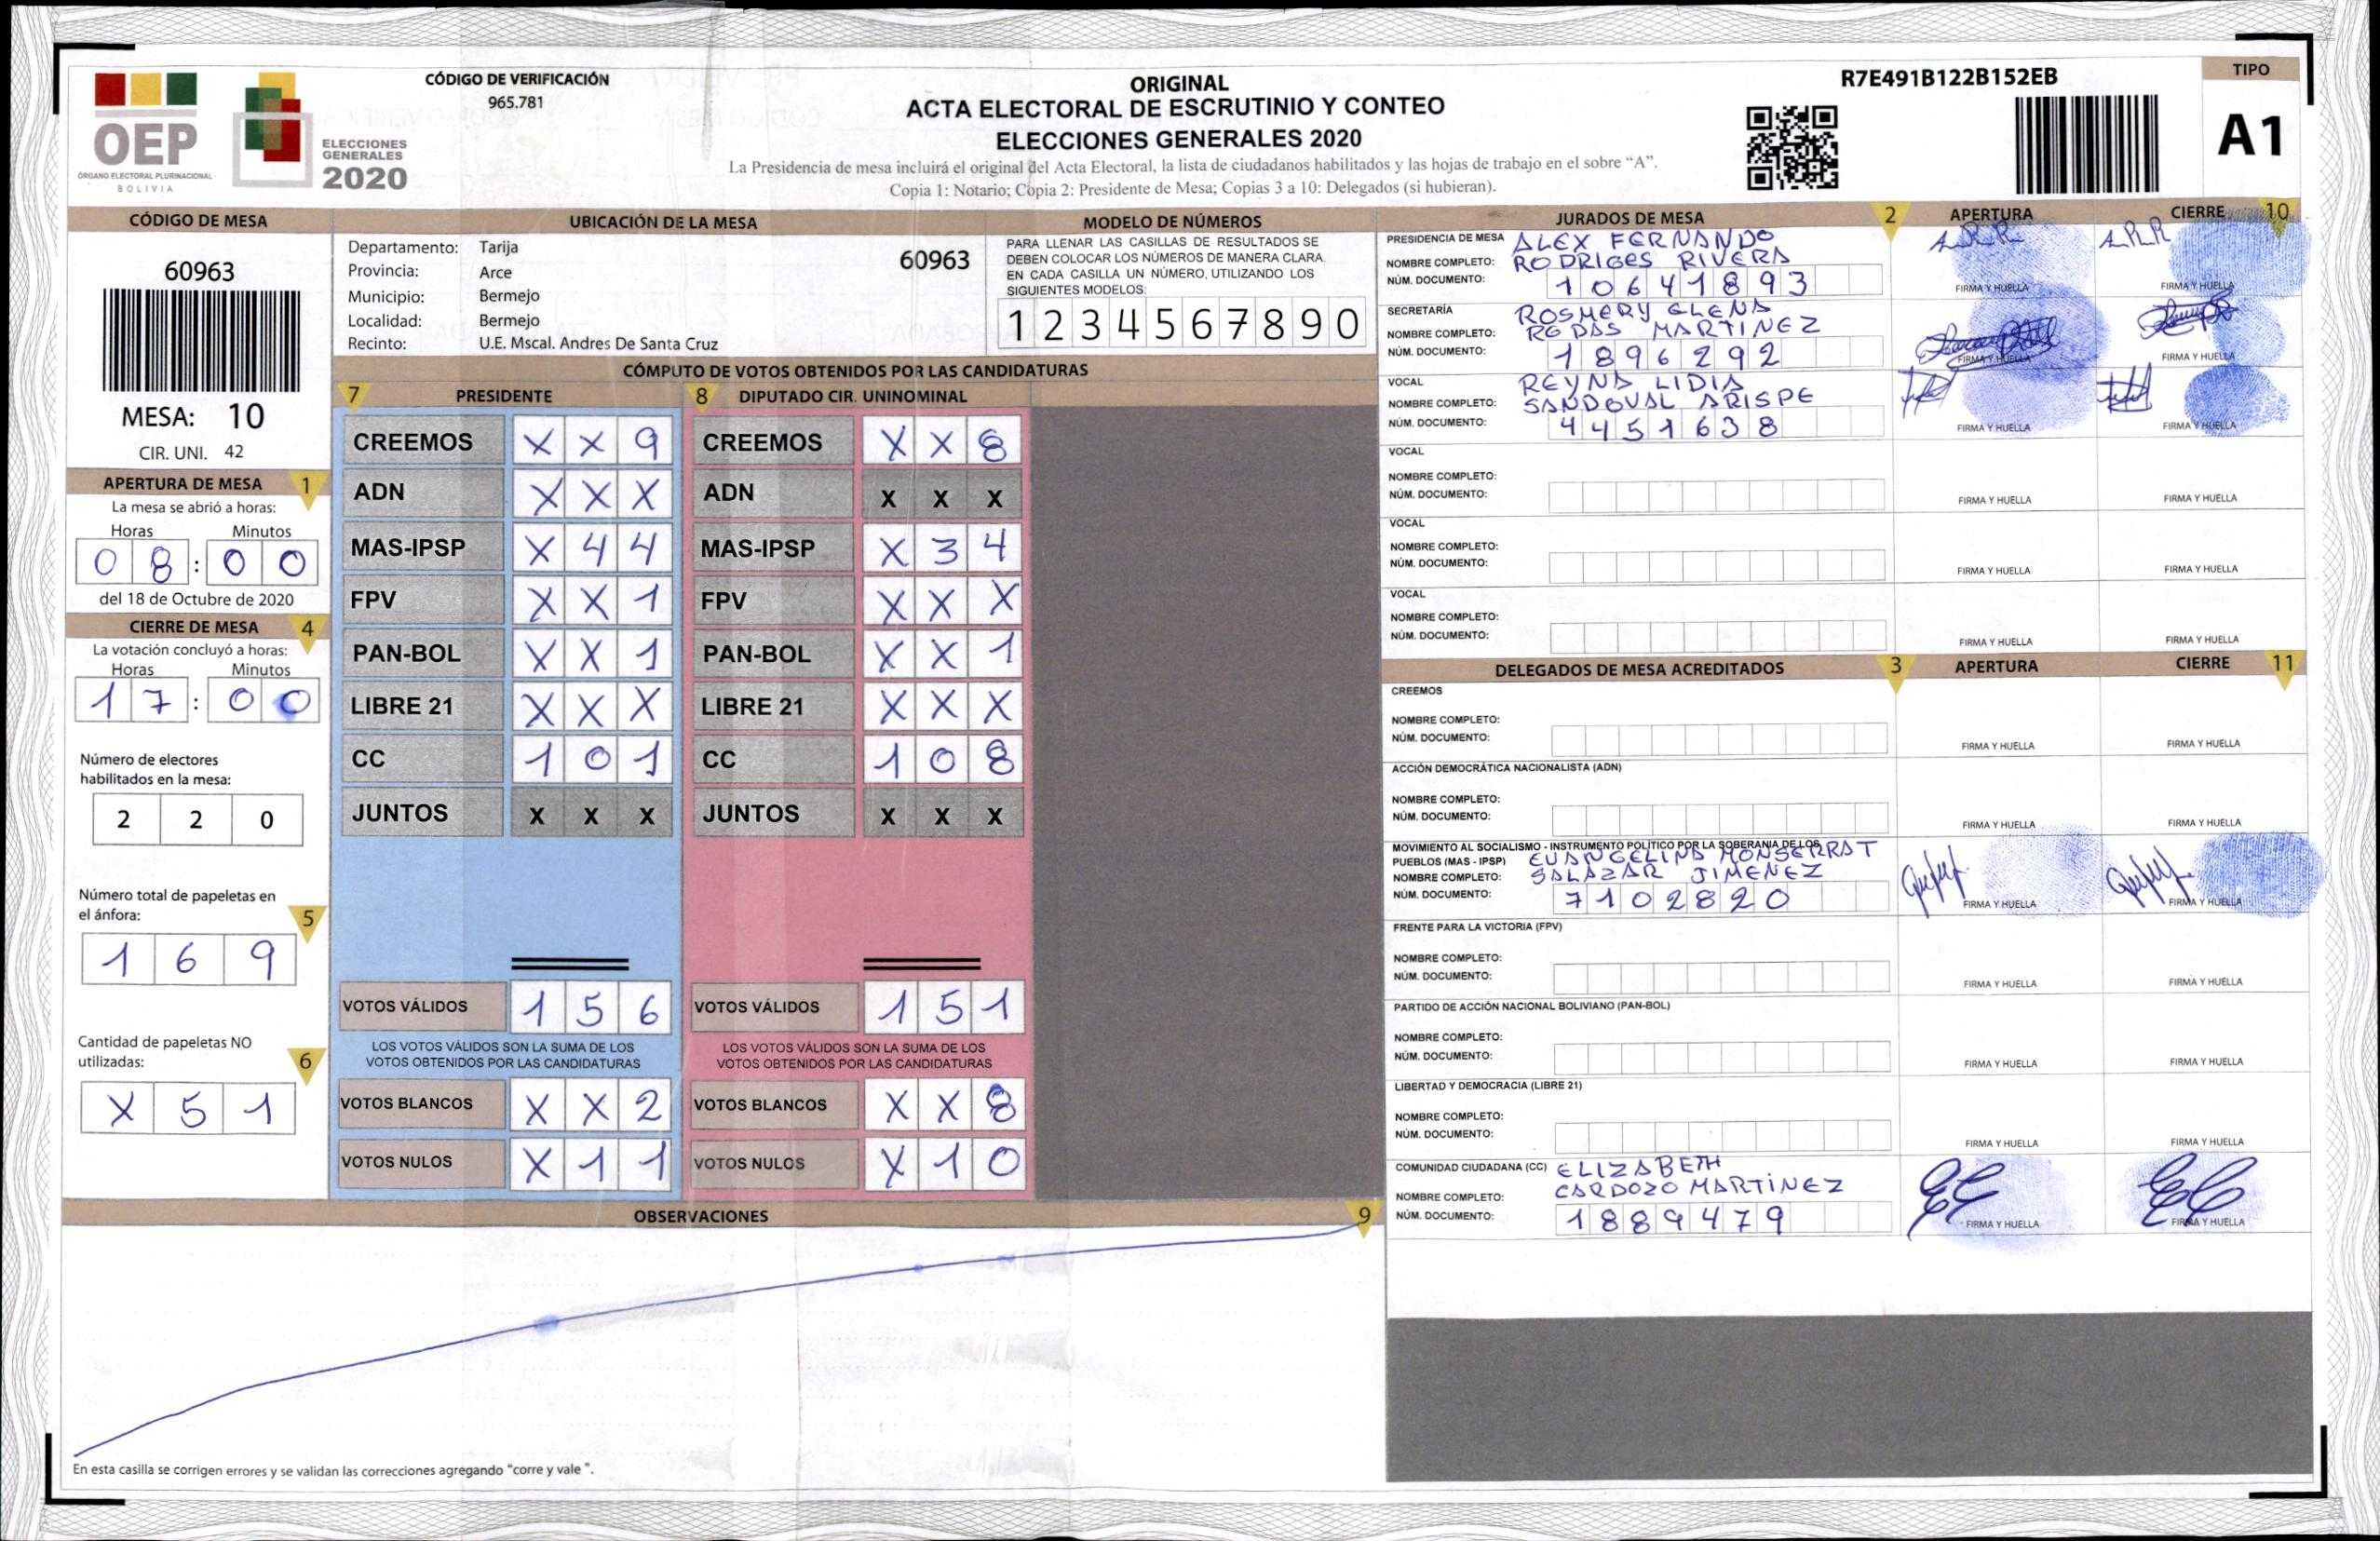 CÓDIGO DE VERIFICACIÓN
965.781
OEP
ÓRGANO ELECTORAL PLURINACIONAL
BOLIVIA
ELECCIONES
GENERALES
2020
ORIGINAL
ACTA ELECTORAL DE ESCRUTINIO Y CONTEO
ELECCIONES GENERALES 2020
La Presidencia de mesa incluirá el original del Acta Electoral, la lista de ciudadanos habilitados y las hojas de trabajo en el sobre “A”.
Copia 1: Notario; Copia 2: Presidente de Mesa; Copias 3 a 10: Delegados (si hubieran).
R7E491B122B152EB
TIPO
A1
CÓDIGO DE MESA
60963
MESA: 10
CIR. UNI. 42
APERTURA DE MESA 1
La mesa se abrió a horas:
Horas Minutos
0 8 : 0 0
del 18 de Octubre de 2020
CIERRE DE MESA 4
La votación concluyó a horas:
Horas Minutos
1 7 : 0 0
Número de electores
habilitados en la mesa:
2 2 0
Número total de papeletas en
el ánfora: 5
1 6 9
Cantidad de papeletas NO
utilizadas: 6
X 5 1
UBICACIÓN DE LA MESA
Departamento: Tarija 60963
Provincia: Arce
Municipio: Bermejo
Localidad: Bermejo
Recinto: U.E. Mscal. Andres De Santa Cruz
MODELO DE NÚMEROS
PARA LLENAR LAS CASILLAS DE RESULTADOS SE
DEBEN COLOCAR LOS NÚMEROS DE MANERA CLARA.
EN CADA CASILLA UN NÚMERO, UTILIZANDO LOS
SIGUIENTES MODELOS:
1 2 3 4 5 6 7 8 9 0
CÓMPUTO DE VOTOS OBTENIDOS POR LAS CANDIDATURAS
7 PRESIDENTE 8 DIPUTADO CIR. UNINOMINAL
CREEMOS X X 9 CREEMOS X X 8
ADN X X X ADN X X X
MAS-IPSP X 4 4 MAS-IPSP X 3 4
FPV X X 1 FPV X X X
PAN-BOL X X 1 PAN-BOL X X 1
LIBRE 21 X X X LIBRE 21 X X X
CC 1 0 1 CC 1 0 8
JUNTOS X X X JUNTOS X X X
VOTOS VÁLIDOS 1 5 6 VOTOS VÁLIDOS 1 5 1
LOS VOTOS VÁLIDOS SON LA SUMA DE LOS LOS VOTOS VÁLIDOS SON LA SUMA DE LOS
VOTOS OBTENIDOS POR LAS CANDIDATURAS VOTOS OBTENIDOS POR LAS CANDIDATURAS
VOTOS BLANCOS X X 2 VOTOS BLANCOS X X 8
VOTOS NULOS X 1 1 VOTOS NULOS X 1 0
OBSERVACIONES 9
En esta casilla se corrigen errores y se validan las correcciones agregando “corre y vale ”.
JURADOS DE MESA 2 APERTURA CIERRE 10
PRESIDENCIA DE MESA ALEX FERNANDO A.R.R. A.R.R
NOMBRE COMPLETO: RODRIGES RIVERA
NÚM. DOCUMENTO: 1 0 6 4 1 8 9 3 FIRMA Y HUELLA FIRMA Y HUELLA
SECRETARÍA ROSMERY ELENA
NOMBRE COMPLETO: RODAS MARTINEZ
NÚM. DOCUMENTO: 1 8 9 6 2 9 2 FIRMA Y HUELLA FIRMA Y HUELLA
VOCAL REYNA LIDIA
NOMBRE COMPLETO: SANDOVAL ARISPE
NÚM. DOCUMENTO: 4 4 5 1 6 3 8 FIRMA Y HUELLA FIRMA Y HUELLA
VOCAL
NOMBRE COMPLETO:
NÚM. DOCUMENTO: FIRMA Y HUELLA FIRMA Y HUELLA
VOCAL
NOMBRE COMPLETO:
NÚM. DOCUMENTO: FIRMA Y HUELLA FIRMA Y HUELLA
VOCAL
NOMBRE COMPLETO:
NÚM. DOCUMENTO: FIRMA Y HUELLA FIRMA Y HUELLA
DELEGADOS DE MESA ACREDITADOS 3 APERTURA CIERRE 11
CREEMOS
NOMBRE COMPLETO:
NÚM. DOCUMENTO: FIRMA Y HUELLA FIRMA Y HUELLA
ACCIÓN DEMOCRÁTICA NACIONALISTA (ADN)
NOMBRE COMPLETO:
NÚM. DOCUMENTO: FIRMA Y HUELLA FIRMA Y HUELLA
MOVIMIENTO AL SOCIALISMO - INSTRUMENTO POLÍTICO POR LA SOBERANIA DE LOS
PUEBLOS (MAS - IPSP) EVANGELINA MONSERRAT
NOMBRE COMPLETO: SALAZAR JIMENEZ
NÚM. DOCUMENTO: 7 1 0 2 8 2 0 FIRMA Y HUELLA FIRMA Y HUELLA
FRENTE PARA LA VICTORIA (FPV)
NOMBRE COMPLETO:
NÚM. DOCUMENTO: FIRMA Y HUELLA FIRMA Y HUELLA
PARTIDO DE ACCIÓN NACIONAL BOLIVIANO (PAN-BOL)
NOMBRE COMPLETO:
NÚM. DOCUMENTO: FIRMA Y HUELLA FIRMA Y HUELLA
LIBERTAD Y DEMOCRACIA (LIBRE 21)
NOMBRE COMPLETO:
NÚM. DOCUMENTO: FIRMA Y HUELLA FIRMA Y HUELLA
COMUNIDAD CIUDADANA (CC) ELIZABETH
NOMBRE COMPLETO: CARDOZO MARTINEZ
NÚM. DOCUMENTO: 1 8 8 9 4 7 9 FIRMA Y HUELLA FIRMA Y HUELLA